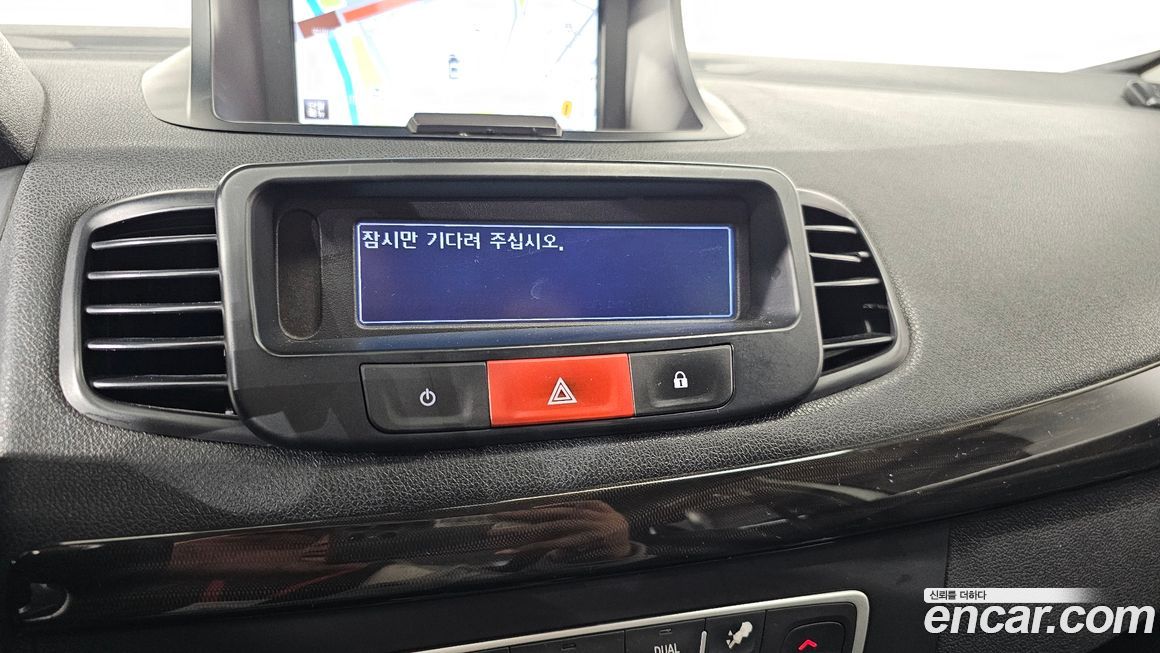 잠시만 기다려 주십시오.
DUAL
신뢰를 더하다
encar.com